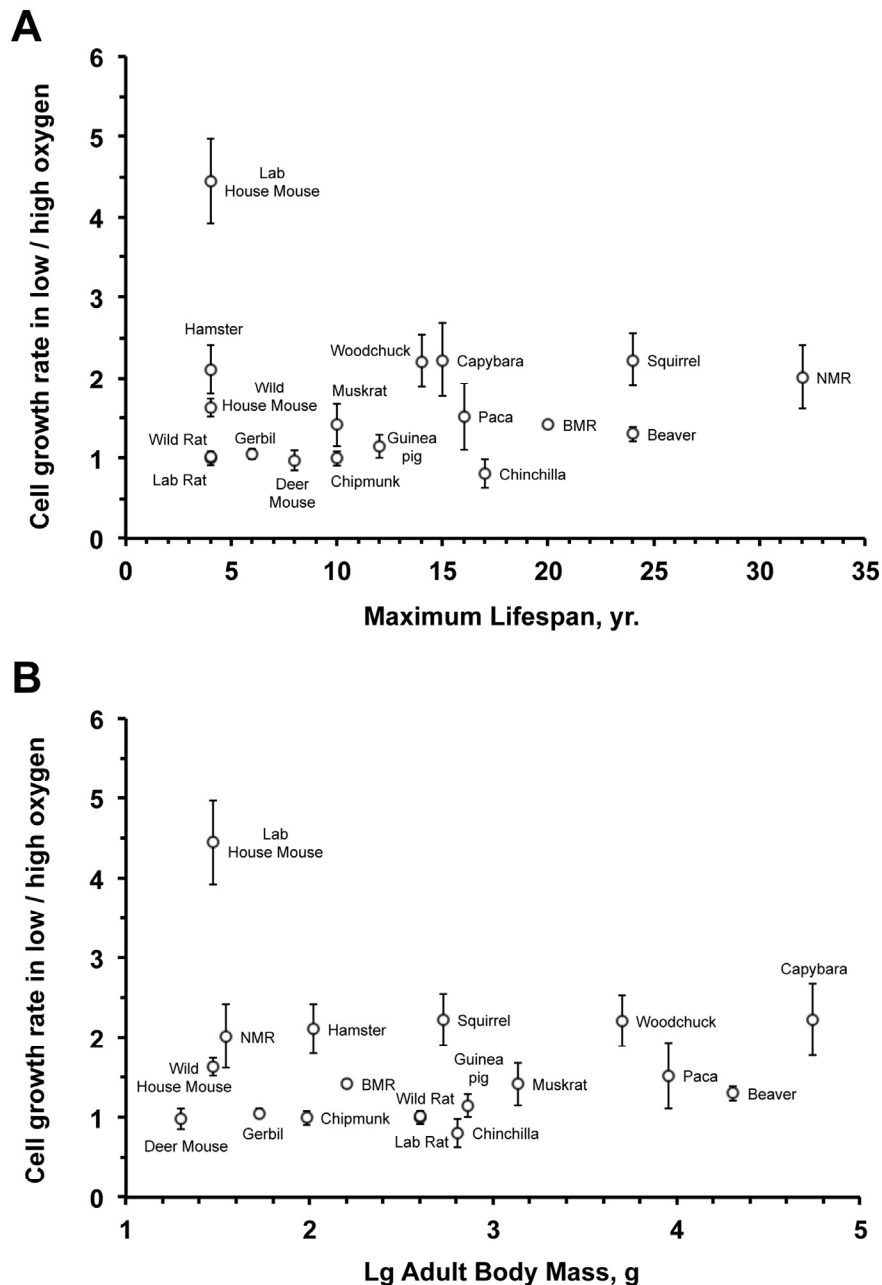 A
Cell growth rate in low / high oxygen
6
5
4
3
2
1
0
Lab
House Mouse
Hamster
Wild
House Mouse
Wild Rat
Lab Rat
Gerbil
Deer
Mouse
Muskrat
Chipmunk
Guinea
pig
Woodchuck
Capybara
Paca
Chinchilla
BMR
Squirrel
Beaver
NMR
0
5
10
15
20
25
30
35
Maximum Lifespan, yr.
B
Cell growth rate in low / high oxygen
6
5
4
3
2
1
0
Lab
House Mouse
NMR
Wild
House Mouse
Deer Mouse
Gerbil
Hamster
BMR
Chipmunk
Squirrel
Guinea
pig
Wild Rat
Lab Rat
Chinchilla
Muskrat
Woodchuck
Paca
Capybara
Beaver
1
2
3
4
5
Lg Adult Body Mass, g